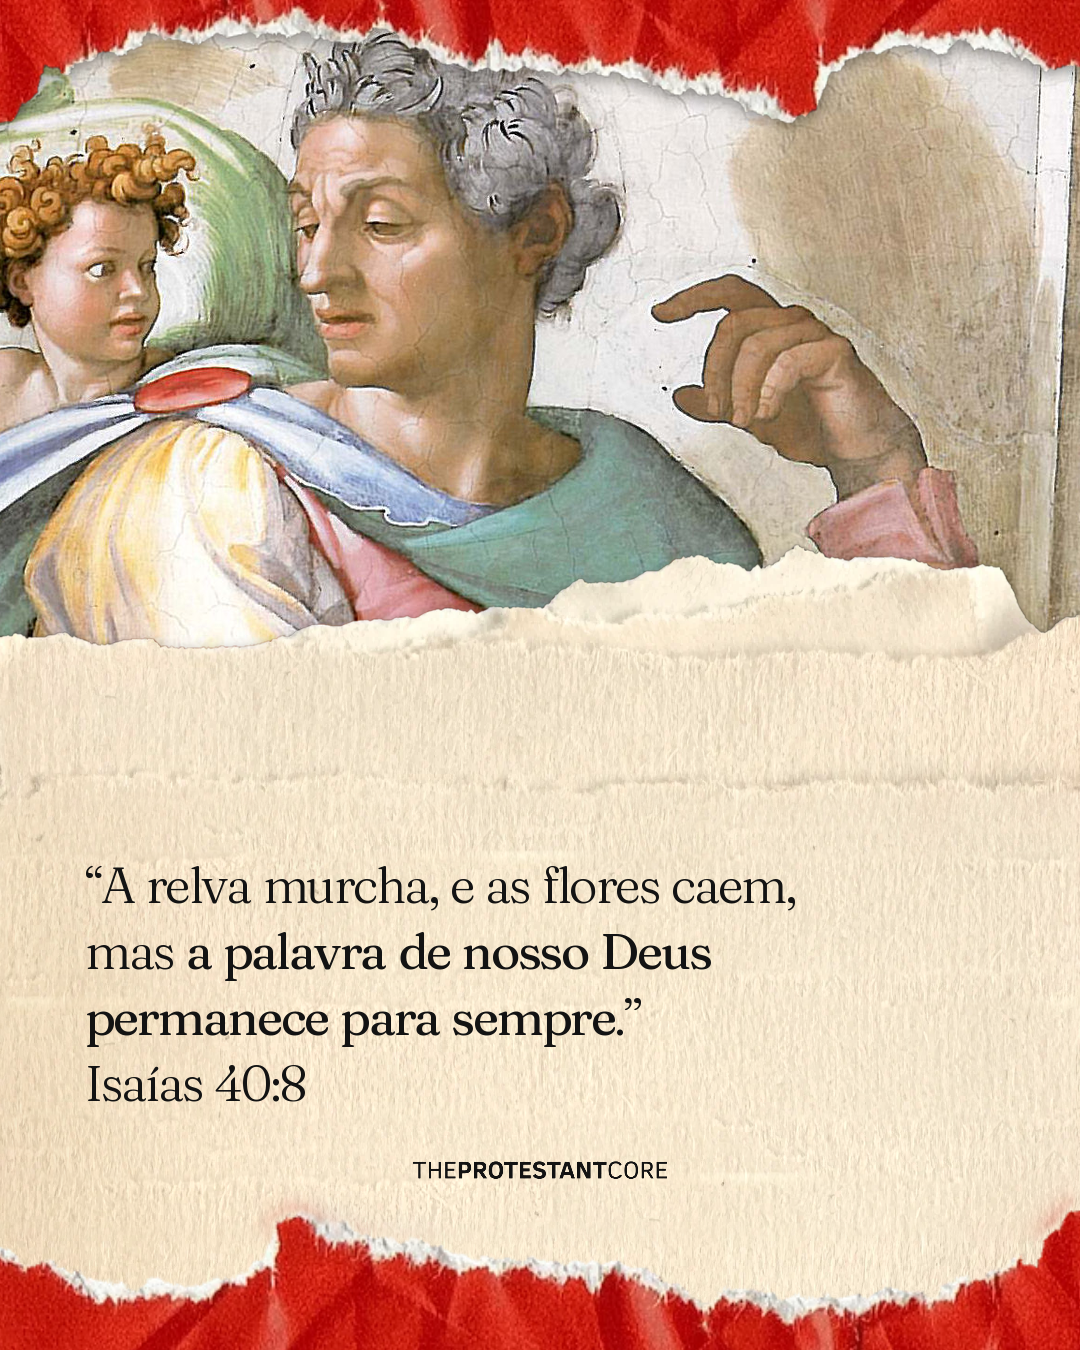 “A relva murcha, e as flores caem,
mas a palavra de nosso Deus
permanece para sempre.”
Isaías 40:8
THEPROTESTANTCORE